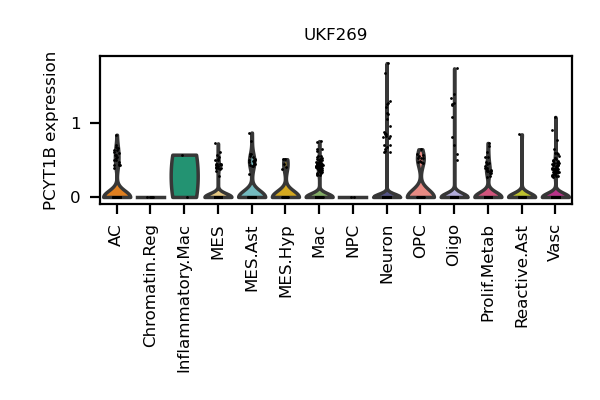 UKF269
PCYT1B expression
1
0
AC
Chromatin.Reg
Inflammatory.Mac
MES
MES.Ast
MES.Hyp
Mac
NPC
Neuron
OPC
Oligo
Prolif.Metab
Reactive.Ast
Vasc